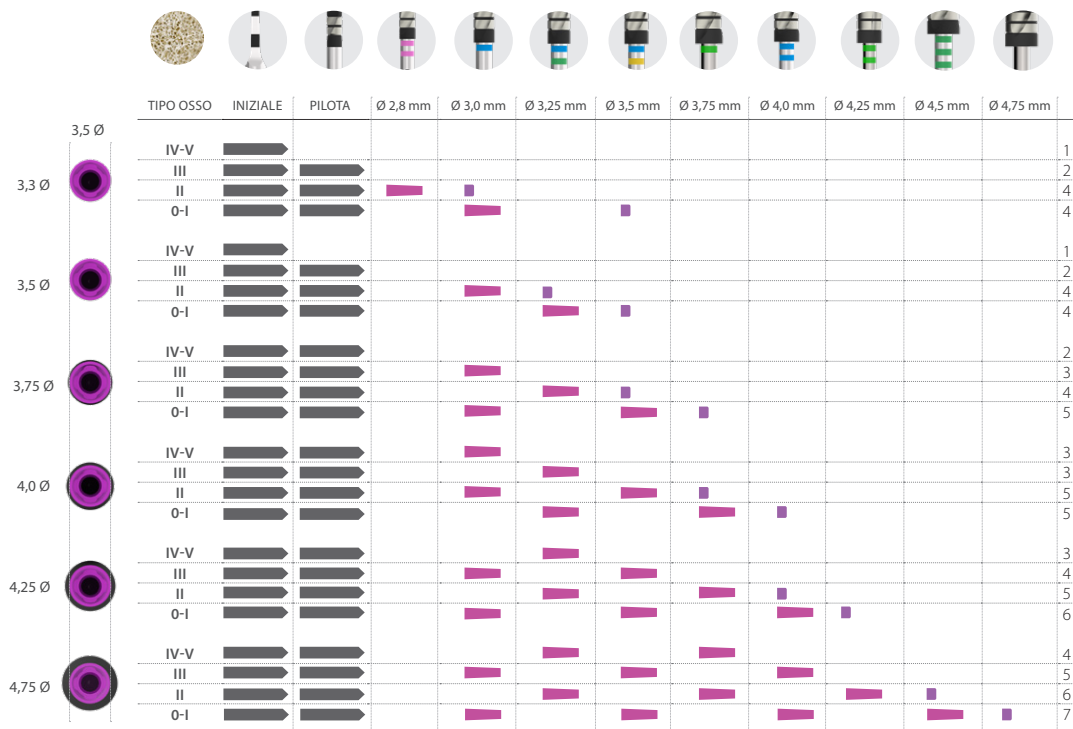 TIPO OSSO INIZIALE PILOTA Ø 2,8 mm Ø 3,0 mm Ø 3,25 mm Ø 3,5 mm Ø 3,75 mm Ø 4,0 mm Ø 4,25 mm Ø 4,5 mm Ø 4,75 mm
3,5 Ø
3,3 Ø
IV-V 1
III 2
II 4
0-I 4
3,5 Ø
IV-V 1
III 2
II 4
0-I 4
3,75 Ø
IV-V 2
III 3
II 4
0-I 5
4,0 Ø
IV-V 3
III 3
II 5
0-I 5
4,25 Ø
IV-V 3
III 4
II 5
0-I 6
4,75 Ø
IV-V 4
III 5
II 6
0-I 7